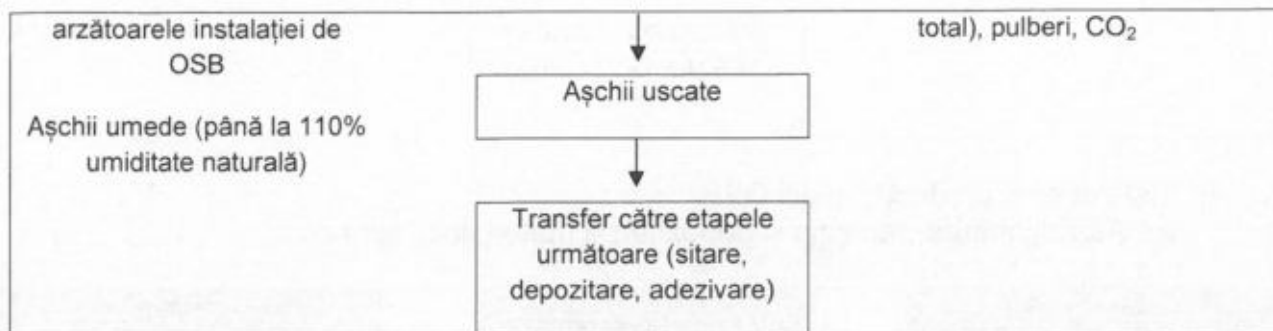 arzătoarele instalației de
OSB
Așchii umede (până la 110%
umiditate naturală)
Așchii uscate
Transfer către etapele
următoare (sitare,
depozitare, adezivare)
total), pulberi, CO₂